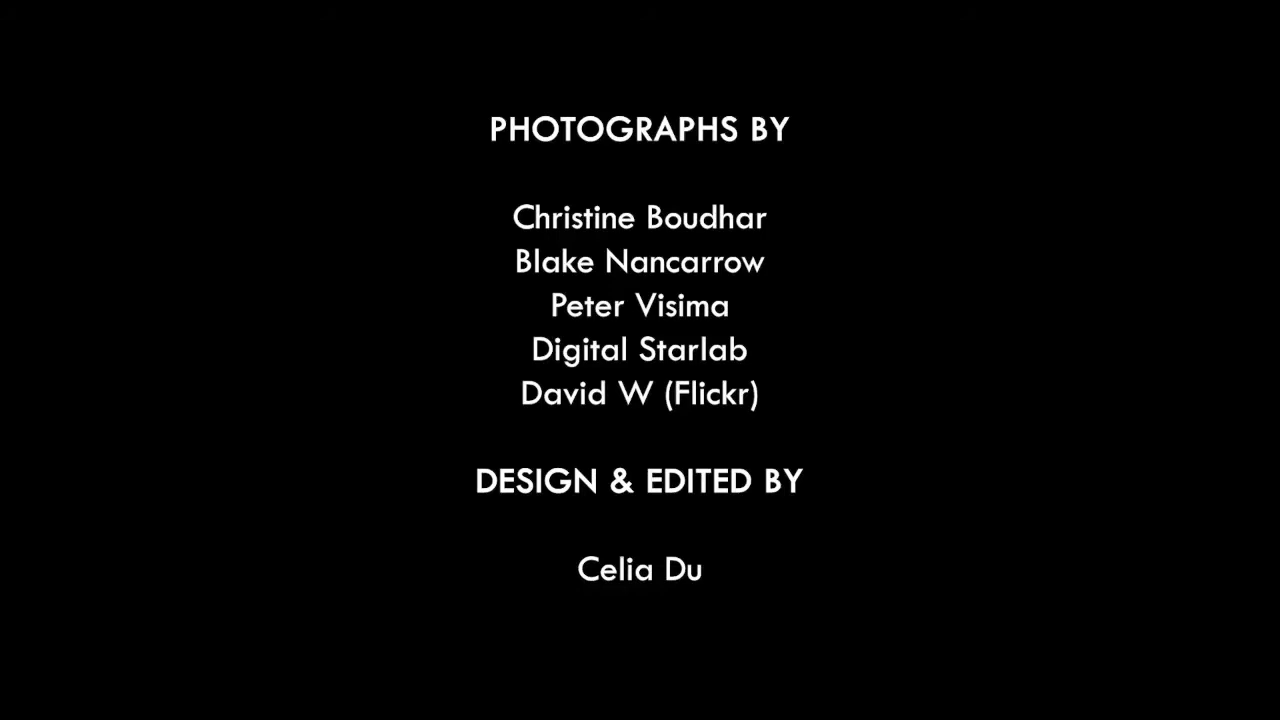 PHOTOGRAPHS BY
Christine Boudhar
Blake Nancarrow
Peter Visima
Digital Starlab
David W (Flickr)
DESIGN & EDITED BY
Celia Du